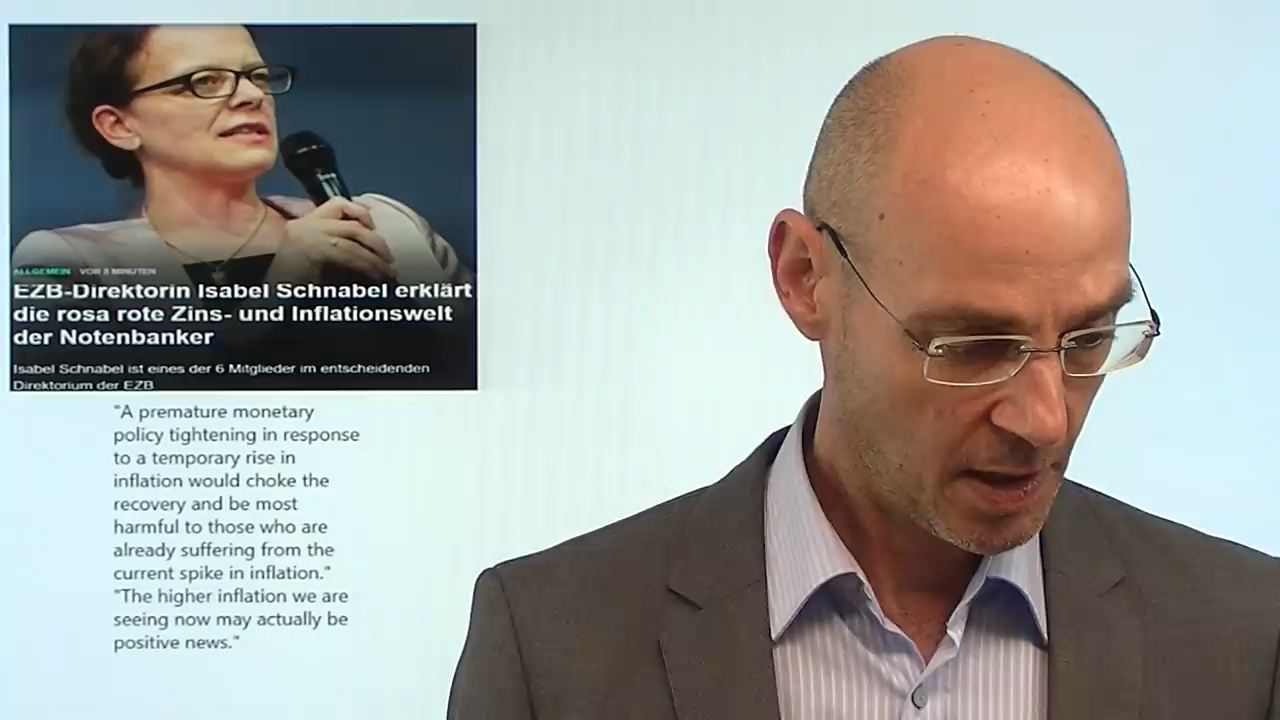 ALLGEMEIN VOR 8 MINUTEN
EZB-Direktorin Isabel Schnabel erklärt
die rosa rote Zins- und Inflationswelt
der Notenbanker
Isabel Schnabel ist eines der 6 Mitglieder im entscheidenden
Direktorium der EZB
"A premature monetary
policy tightening in response
to a temporary rise in
inflation would choke the
recovery and be most
harmful to those who are
already suffering from the
current spike in inflation."
"The higher inflation we are
seeing now may actually be
positive news."